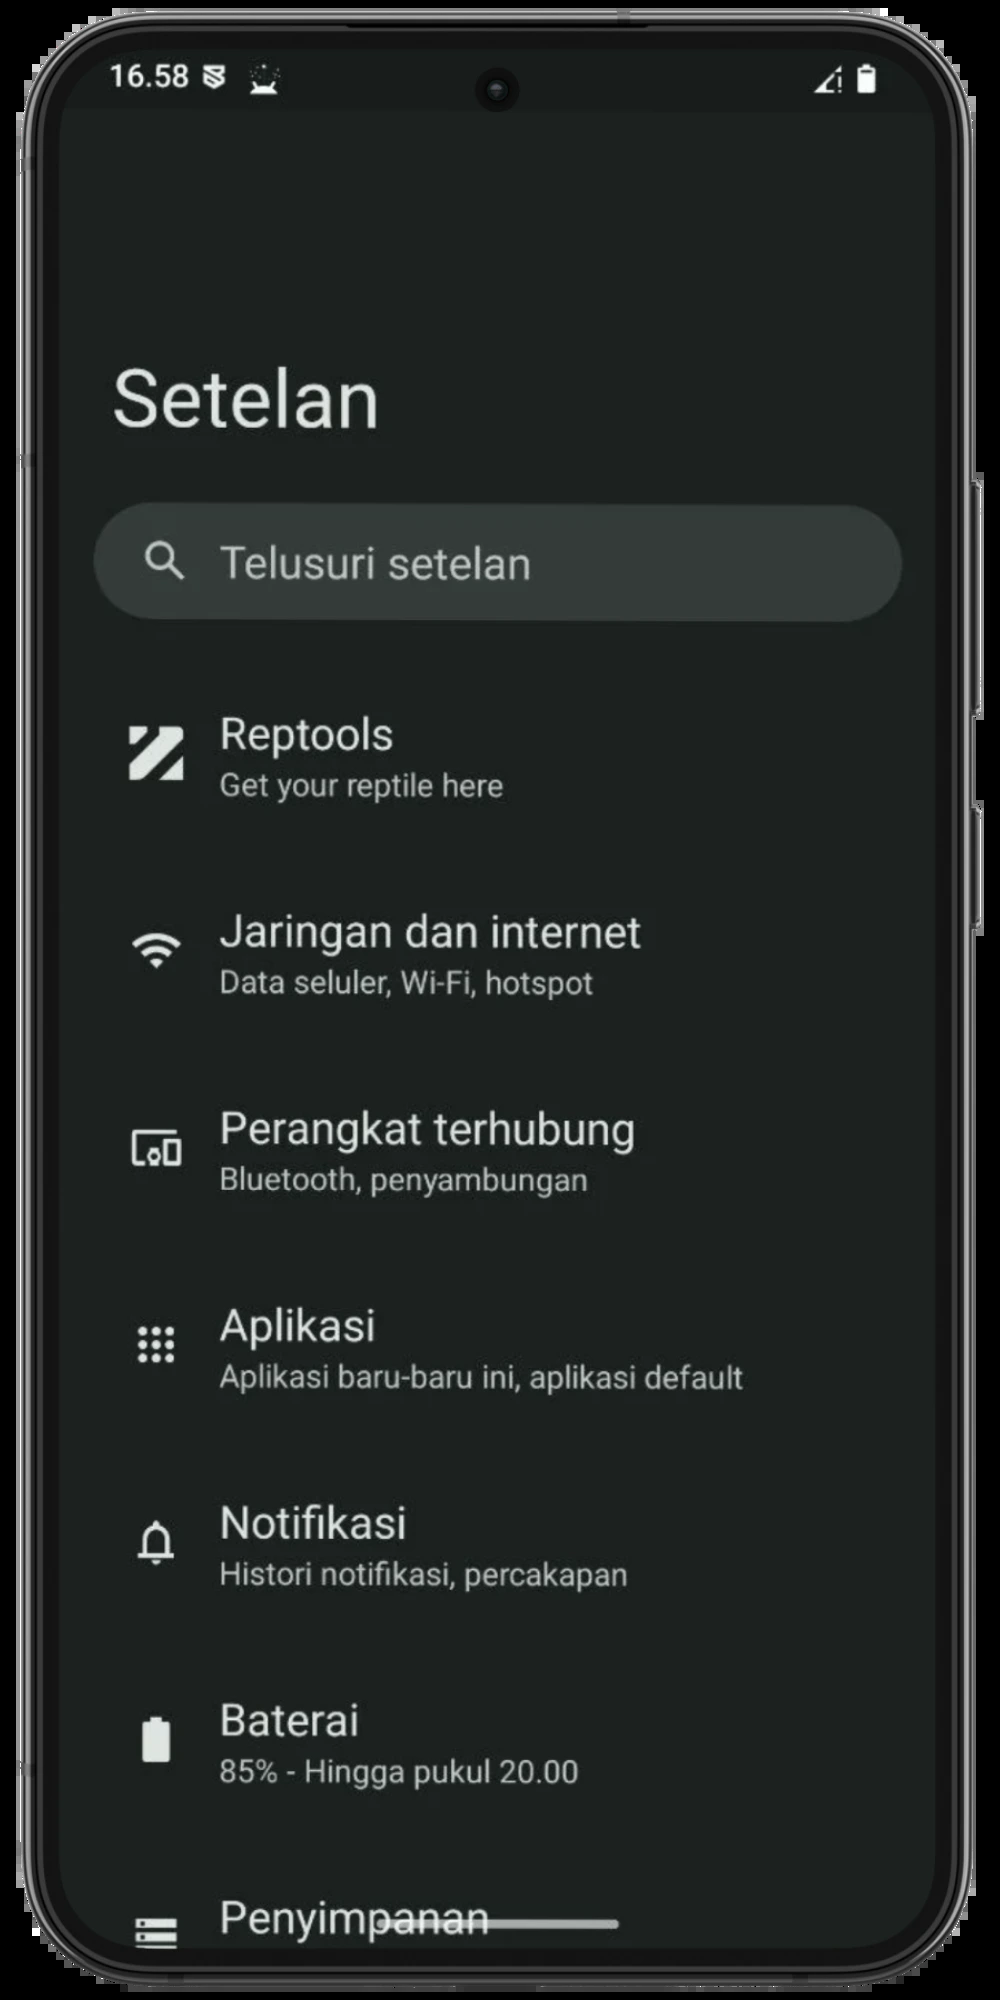 16.58
Setelan
Telusuri setelan
Reptools
Get your reptile here
Jaringan dan internet
Data seluler, Wi-Fi, hotspot
Perangkat terhubung
Bluetooth, penyambungan
Aplikasi
Aplikasi baru-baru ini, aplikasi default
Notifikasi
Histori notifikasi, percakapan
Baterai
85% - Hingga pukul 20.00
Penyimpanan